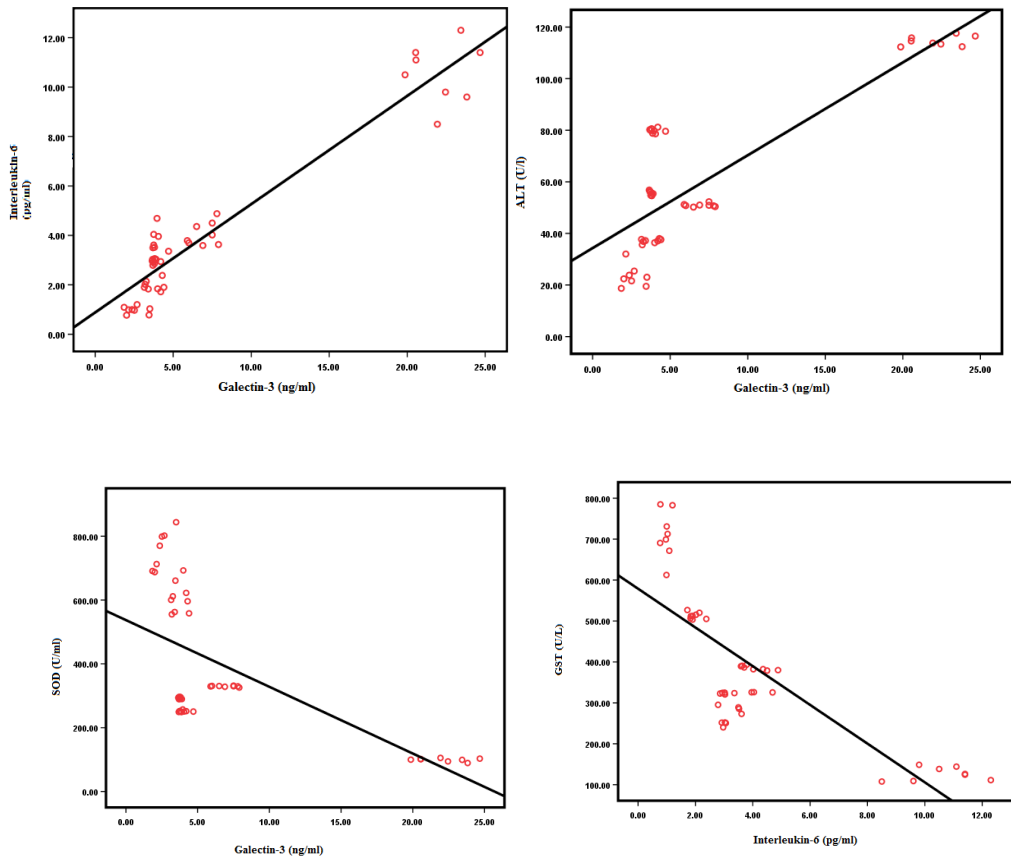 12.00
10.00
8.00
6.00
4.00
2.00
0.00
Interleukin-6
(pg/ml)
0.00 5.00 10.00 15.00 20.00 25.00
Galectin-3 (ng/ml)
120.00
100.00
80.00
60.00
40.00
20.00
0.00
ALT (U/l)
0.00 5.00 10.00 15.00 20.00 25.00
Galectin-3 (ng/ml)
800.00
600.00
400.00
200.00
0.00
SOD (U/ml)
0.00 5.00 10.00 15.00 20.00 25.00
Galectin-3 (ng/ml)
800.00
700.00
600.00
500.00
400.00
300.00
200.00
100.00
GST (U/L)
0.00 2.00 4.00 6.00 8.00 10.00 12.00
Interleukin-6 (pg/ml)